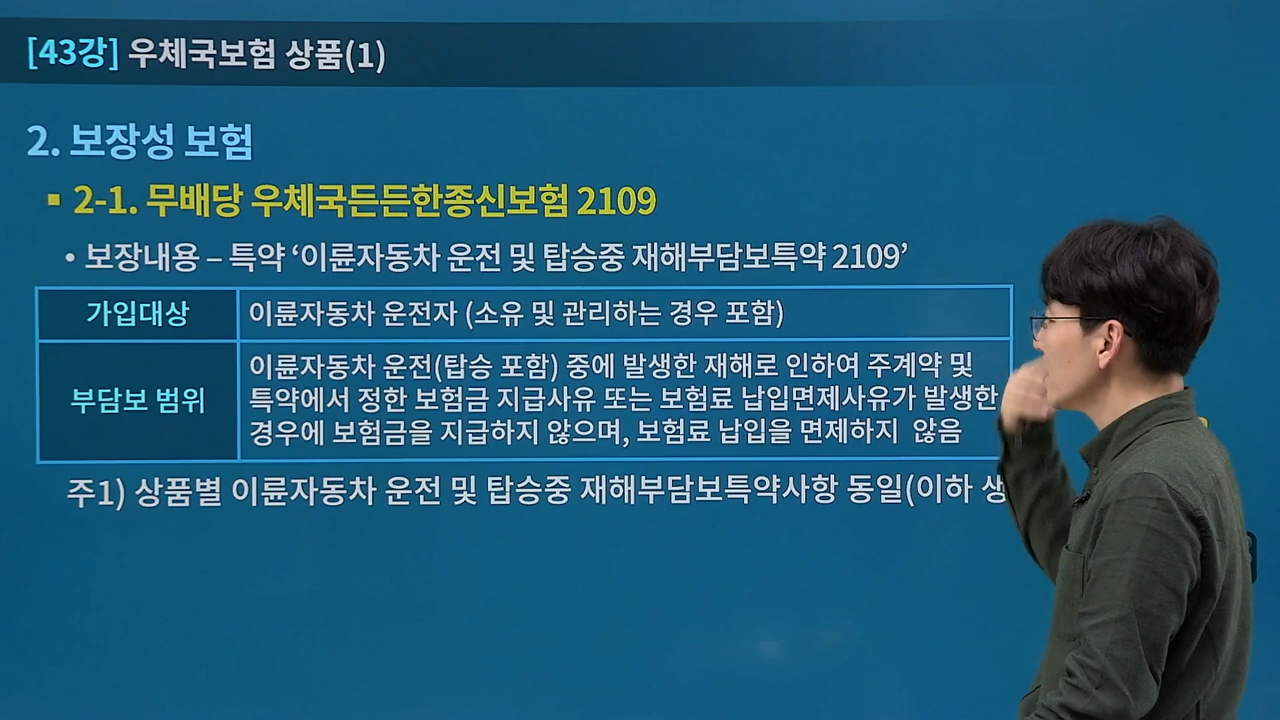 [43강] 우체국보험 상품(1)
2. 보장성 보험
▪ 2-1. 무배당 우체국든든한종신보험 2109
• 보장내용 – 특약 ‘이륜자동차 운전 및 탑승중 재해부담보특약 2109’
가입대상 이륜자동차 운전자 (소유 및 관리하는 경우 포함)
부담보 범위
이륜자동차 운전(탑승 포함) 중에 발생한 재해로 인하여 주계약 및
특약에서 정한 보험금 지급사유 또는 보험료 납입면제사유가 발생한
경우에 보험금을 지급하지 않으며, 보험료 납입을 면제하지 않음
주1) 상품별 이륜자동차 운전 및 탑승중 재해부담보특약사항 동일(이하 생